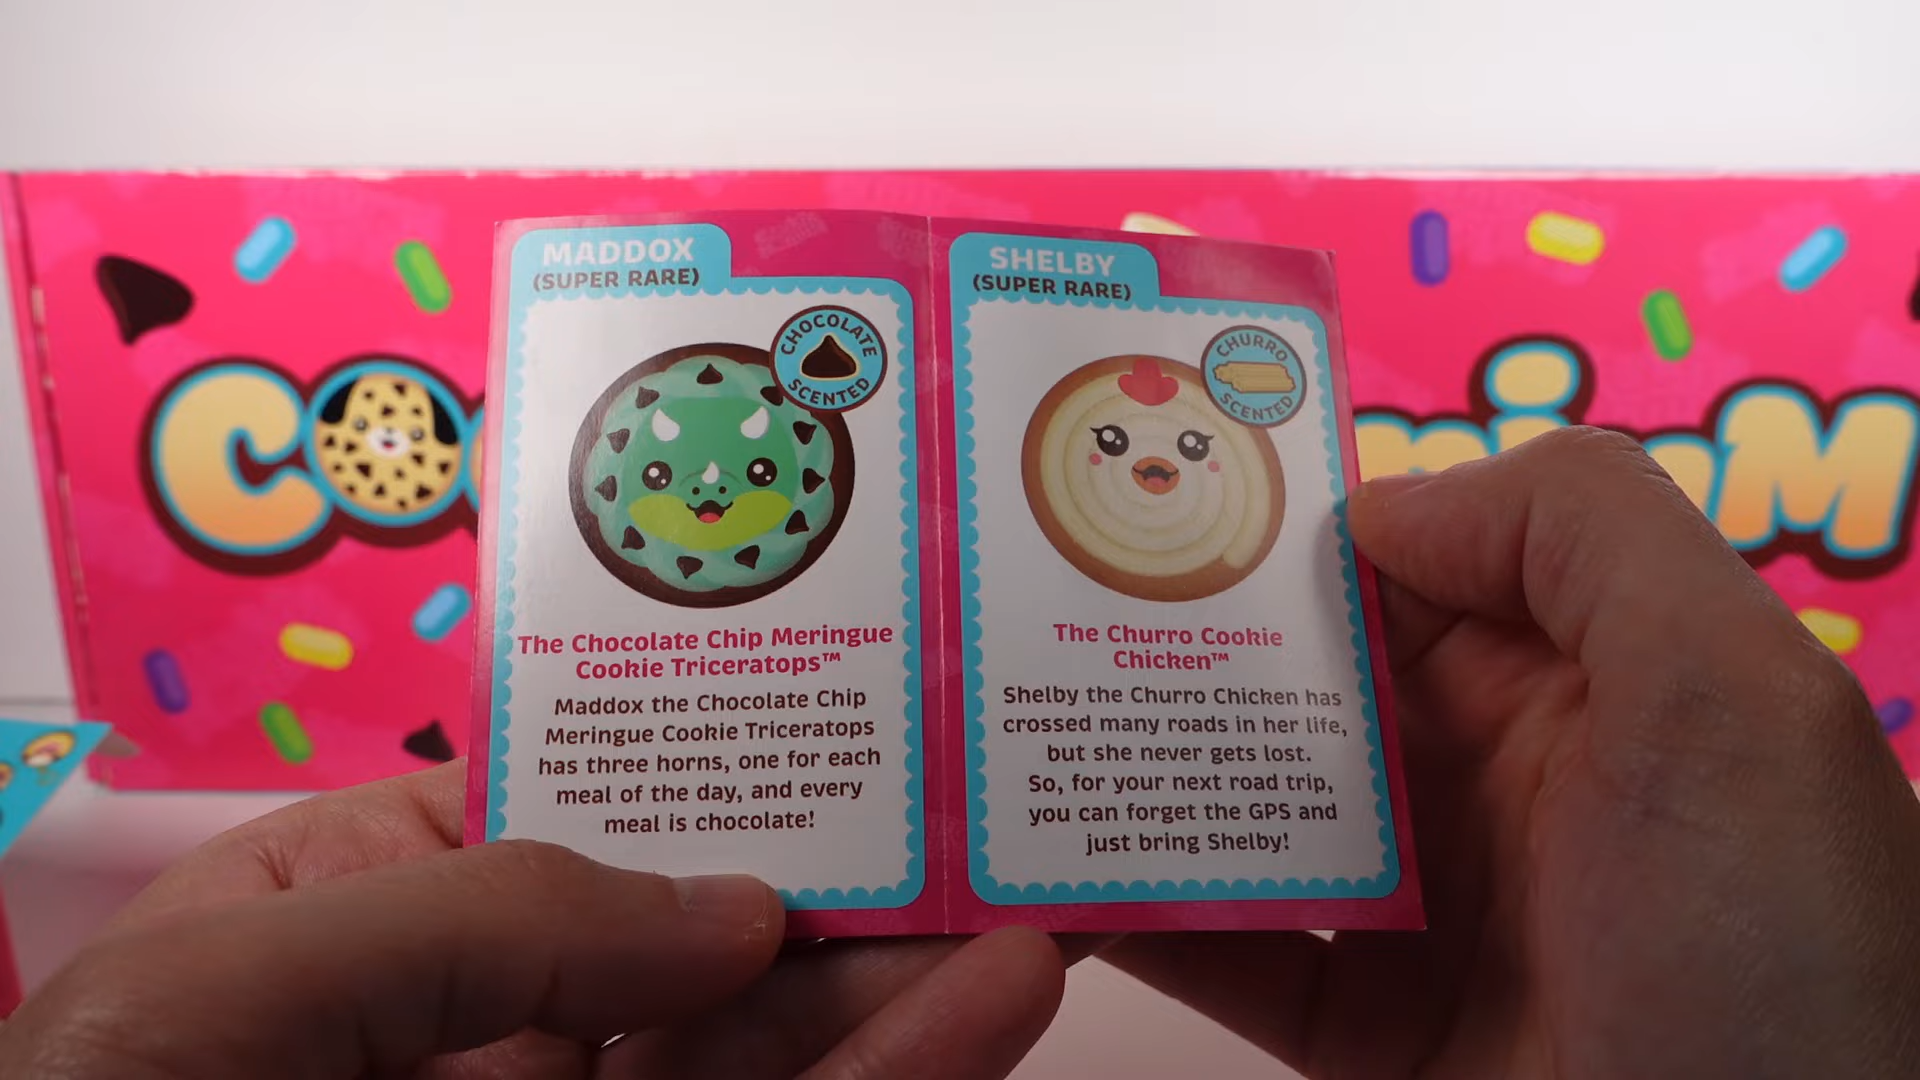 MADDOX
(SUPER RARE)
CHOCOLATE
SCENTED
The Chocolate Chip Meringue
Cookie Triceratops™
Maddox the Chocolate Chip
Meringue Cookie Triceratops
has three horns, one for each
meal of the day, and every
meal is chocolate!
SHELBY
(SUPER RARE)
CHURRO
SCENTED
The Churro Cookie
Chicken™
Shelby the Churro Chicken has
crossed many roads in her life,
but she never gets lost.
So, for your next road trip,
you can forget the GPS and
just bring Shelby!